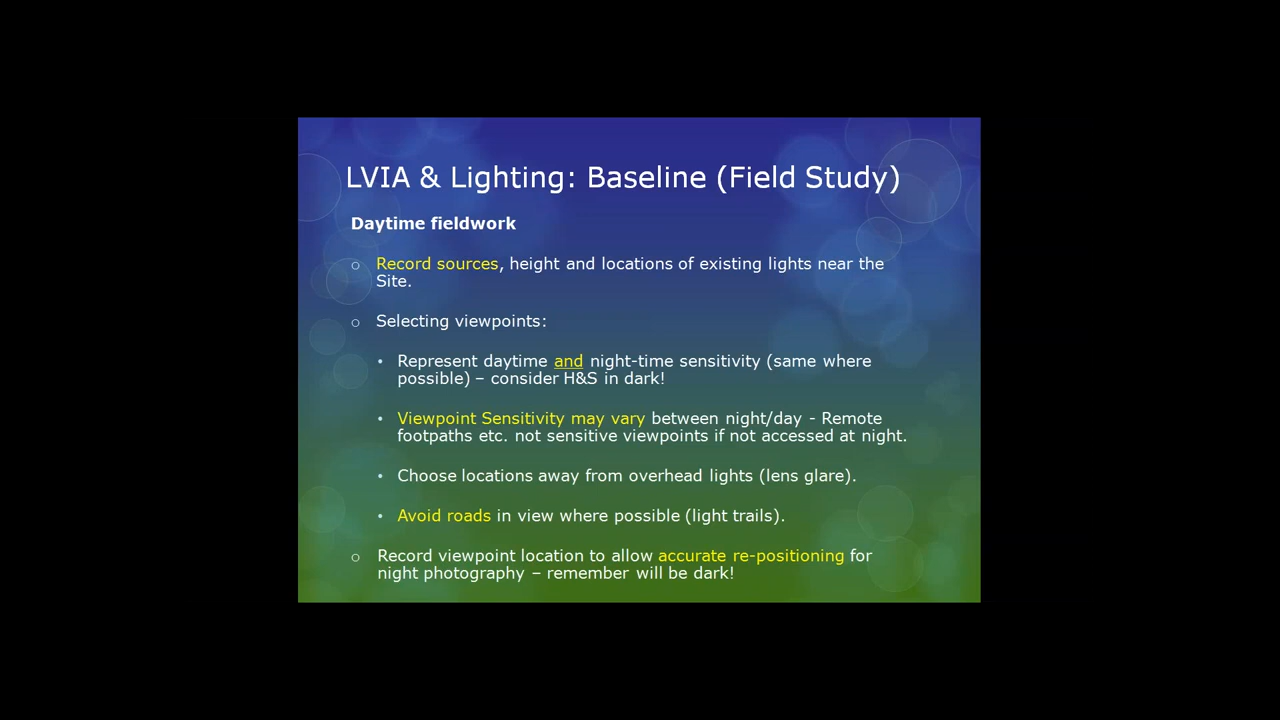 LVIA & Lighting: Baseline (Field Study)
Daytime fieldwork
Record sources, height and locations of existing lights near the
Site.
Selecting viewpoints:
Represent daytime and night-time sensitivity (same where
possible) – consider H&S in dark!
Viewpoint Sensitivity may vary between night/day - Remote
footpaths etc. not sensitive viewpoints if not accessed at night.
Choose locations away from overhead lights (lens glare).
Avoid roads in view where possible (light trails).
Record viewpoint location to allow accurate re-positioning for
night photography – remember will be dark!